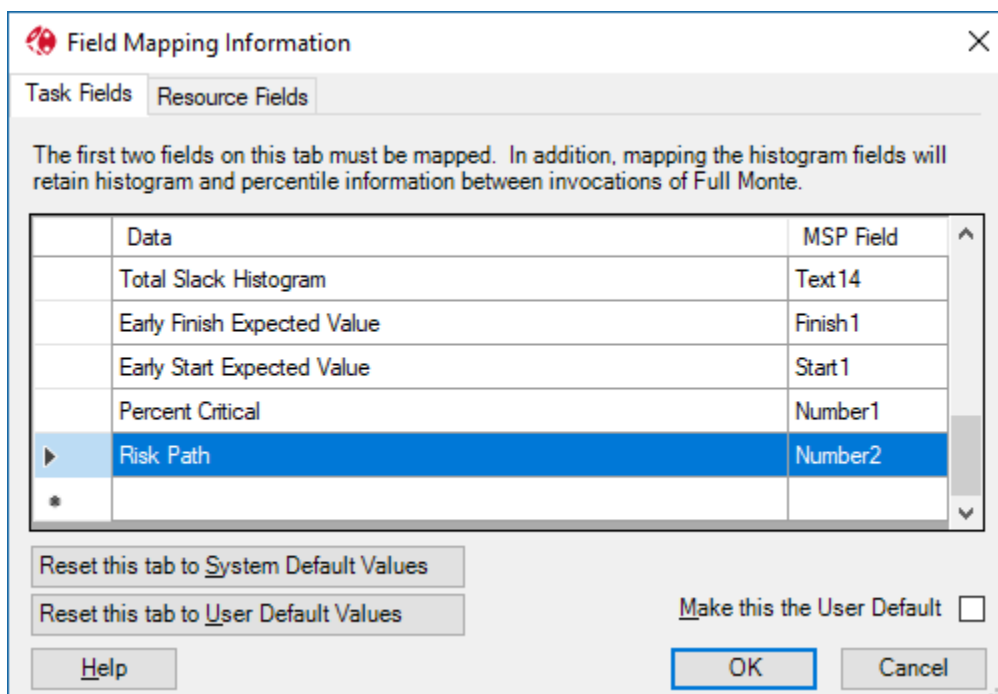 Field Mapping Information
Task Fields Resource Fields
The first two fields on this tab must be mapped. In addition, mapping the histogram fields will
retain histogram and percentile information between invocations of Full Monte.
Data MSP Field
Total Slack Histogram Text14
Early Finish Expected Value Finish1
Early Start Expected Value Start1
Percent Critical Number1
Risk Path Number2
Reset this tab to System Default Values
Reset this tab to User Default Values
Make this the User Default
Help OK Cancel